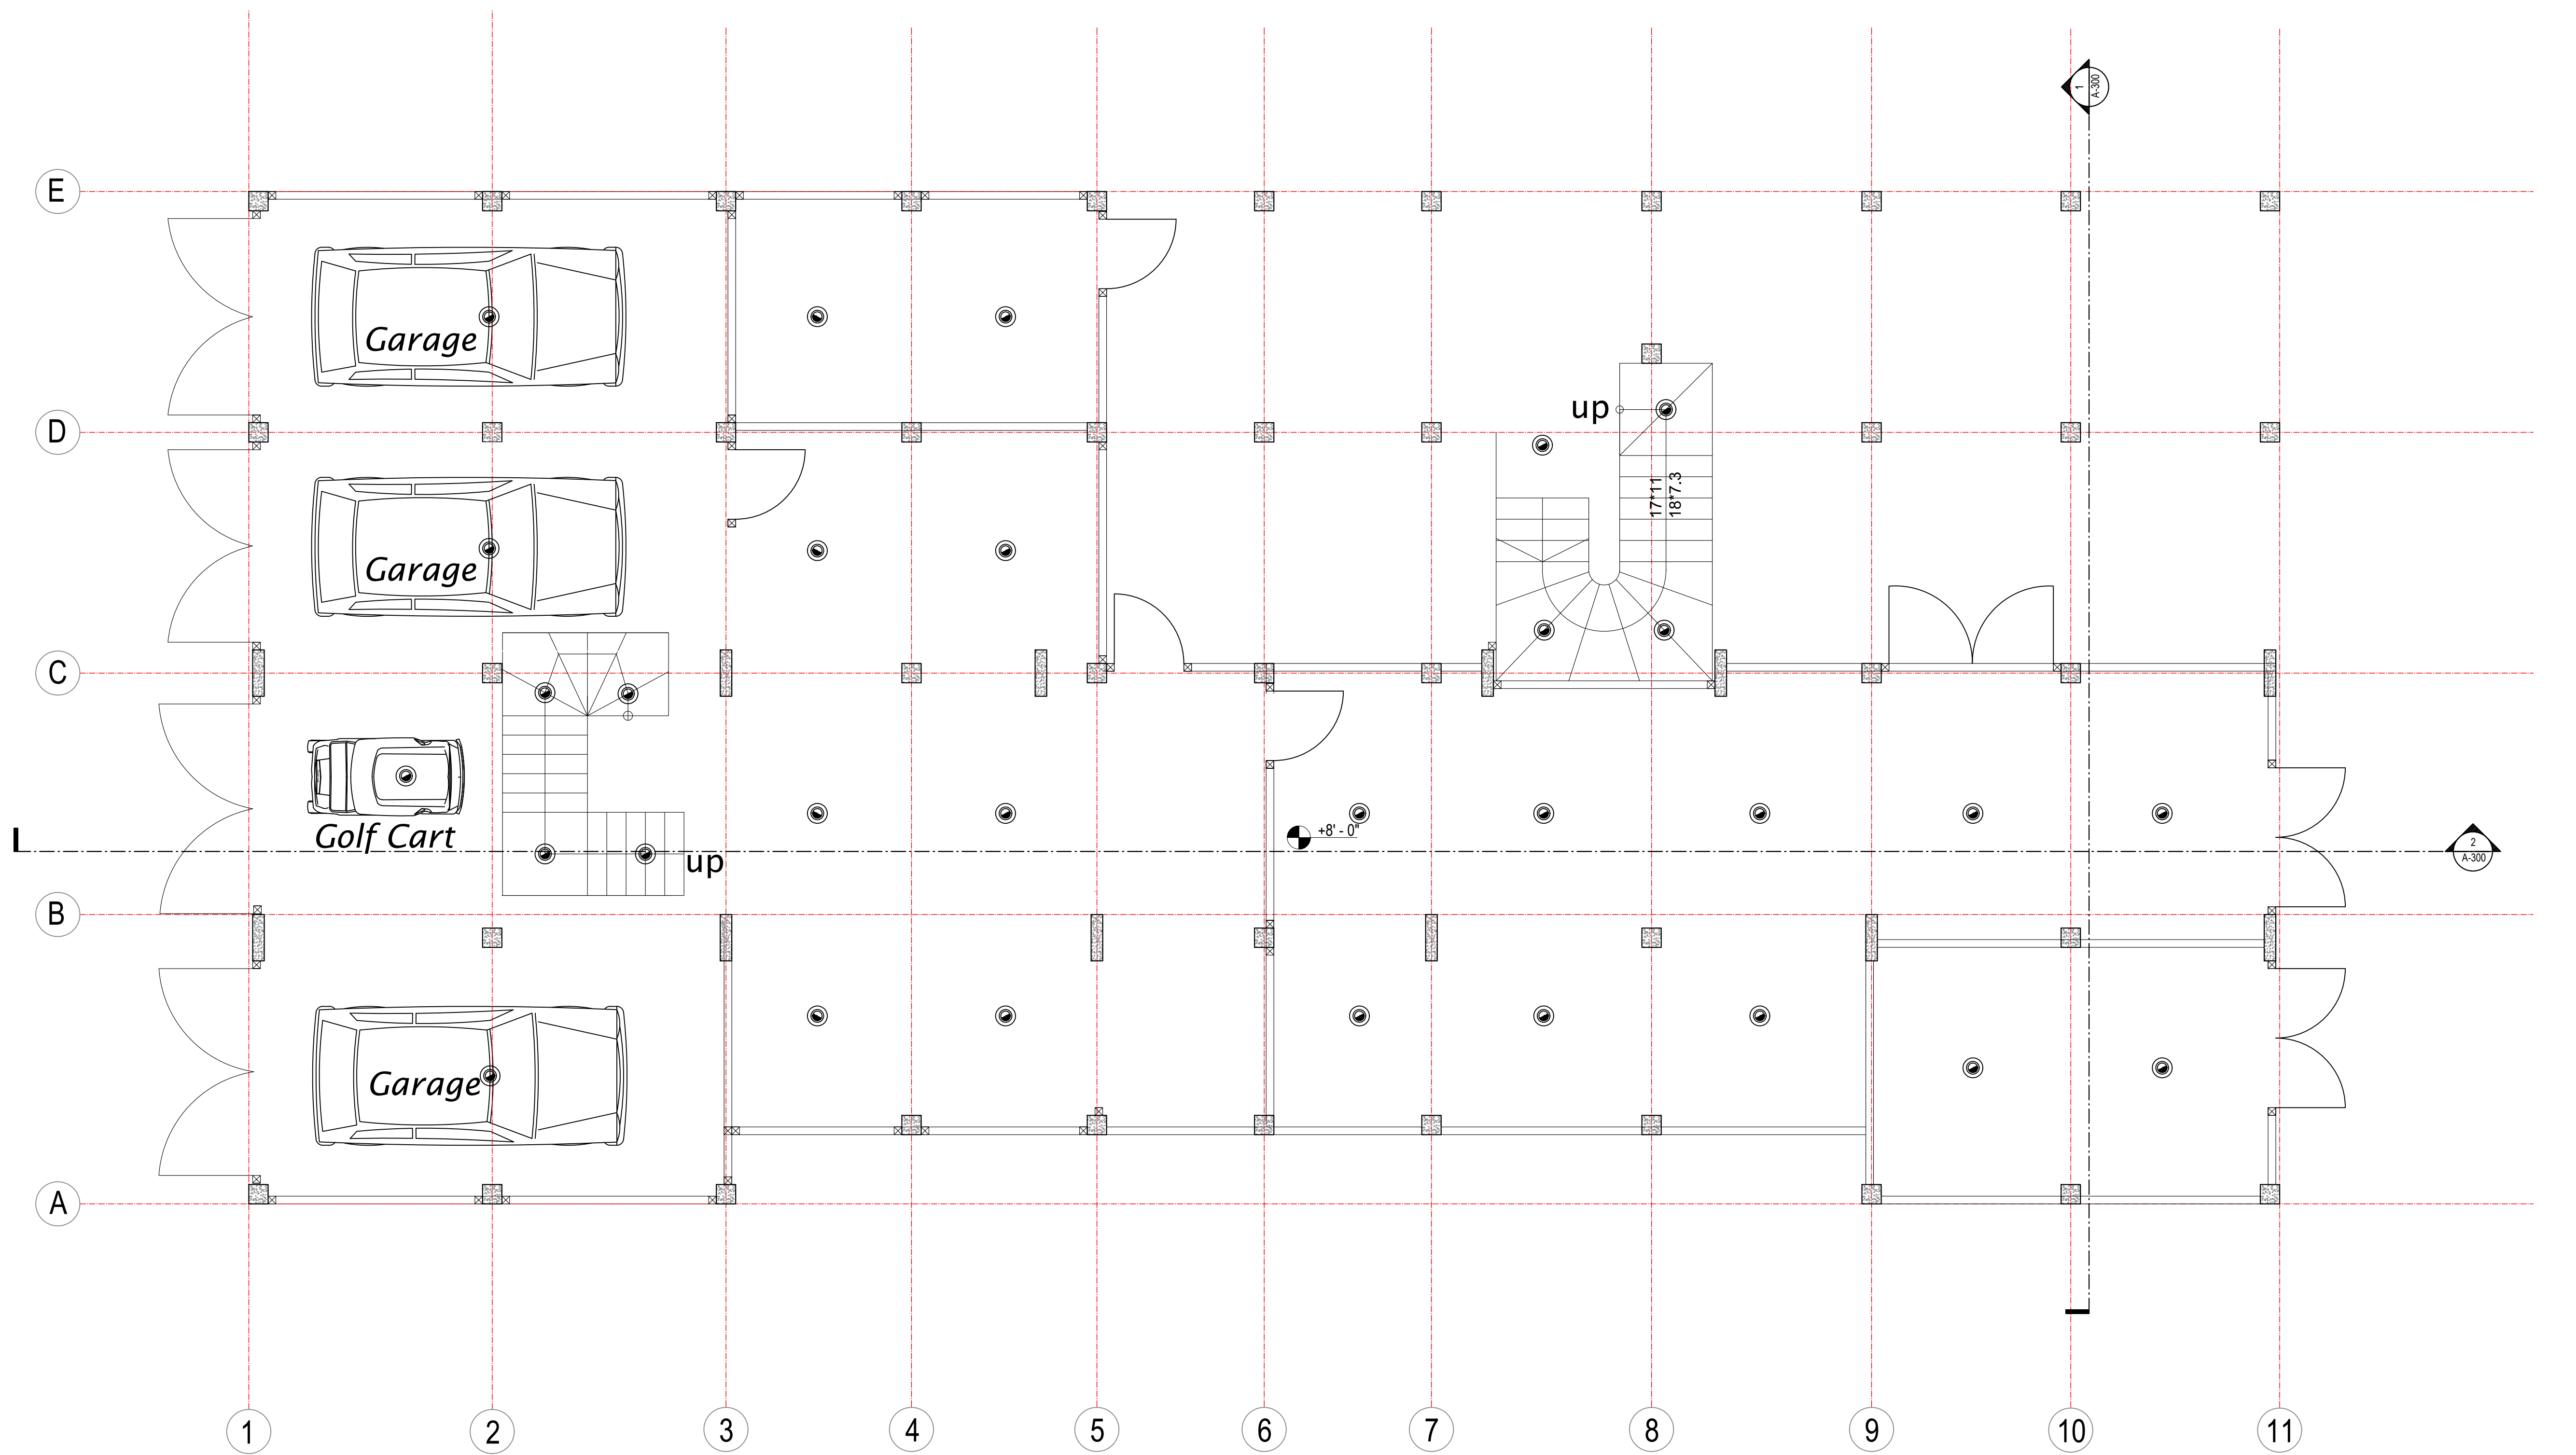 1
A-300
E
Garage
up
D
17*11
18*7.3
Garage
C
Golf Cart
+8' - 0"
2
A-300
up
B
Garage
A
1 2 3 4 5 6 7 8 9 10 11